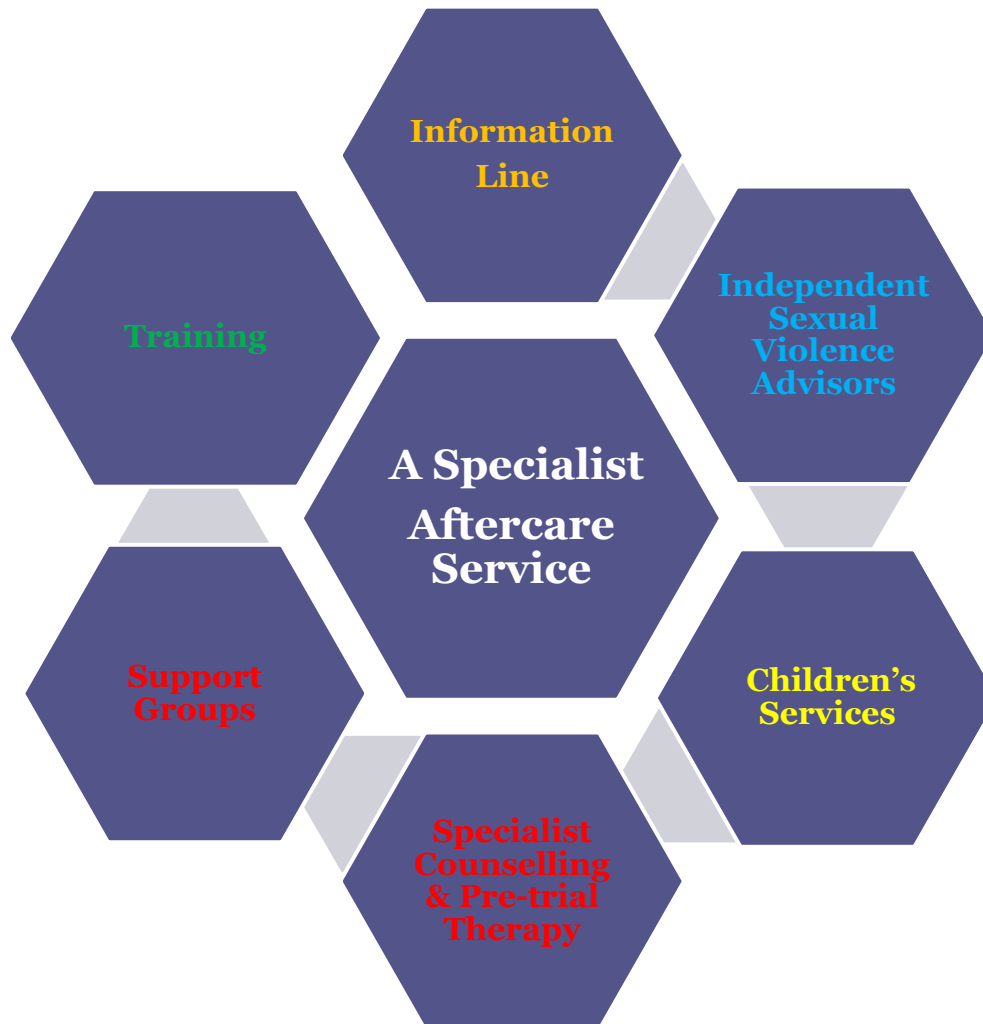 Information
Line
Independent
Sexual
Violence
Advisors
Training
A Specialist
Aftercare
Service
Support
Groups
Children’s
Services
Specialist
Counselling
& Pre-trial
Therapy